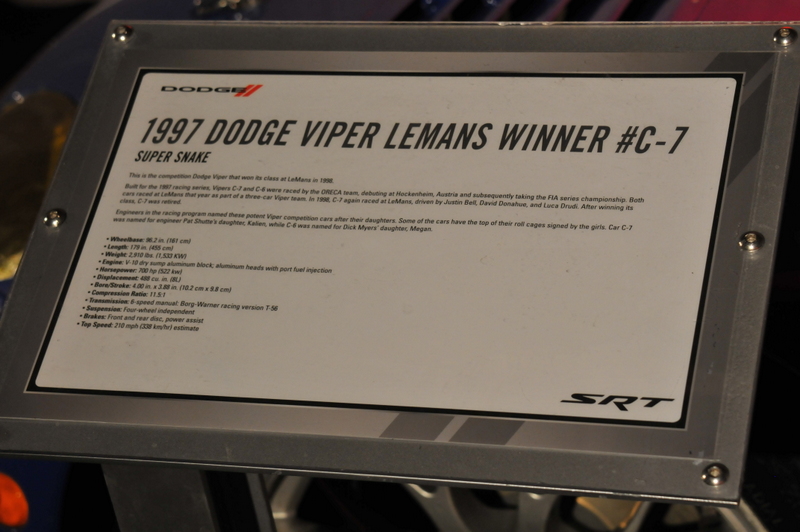 DODGE
1997 DODGE VIPER LEMANS WINNER #C-7
SUPER SNAKE
This is the competition Dodge Viper that won its class at LeMans in 1998.
Built for the 1997 racing series, Vipers C-7 and C-6 were raced by the ORECA team, debuting at Hockenheim, Austria and subsequently taking the FIA series championship. Both
cars raced at LeMans that year as part of a three-car Viper team. In 1998, C-7 again raced at LeMans, driven by Justin Bell, David Donahue, and Luca Drudi. After winning its
class, C-7 was retired.
Engineers in the racing program named these potent Viper competition cars after their daughters. Some of the cars have the top of their roll cages signed by the girls. Car C-7
was named for engineer Pat Shutte's daughter, Kalien, while C-6 was named for Dick Myers' daughter, Megan.
• Wheelbase: 96.2 in. (161 cm)
• Length: 179 in. (455 cm)
• Weight: 2,910 lbs. (1,533 KW)
• Engine: V-10 dry sump aluminum block; aluminum heads with port fuel injection
• Horsepower: 700 hp (522 kw)
• Displacement: 488 cu. in. (8L)
• Bore/Stroke: 4.00 in. x 3.88 in. (10.2 cm x 9.8 cm)
• Compression Ratio: 11.5:1
• Transmission: 6-speed manual: Borg-Warner racing version T-56
• Suspension: Four-wheel independent
• Brakes: Front and rear disc, power assist
• Top Speed: 210 mph (338 km/hr) estimate
SRT